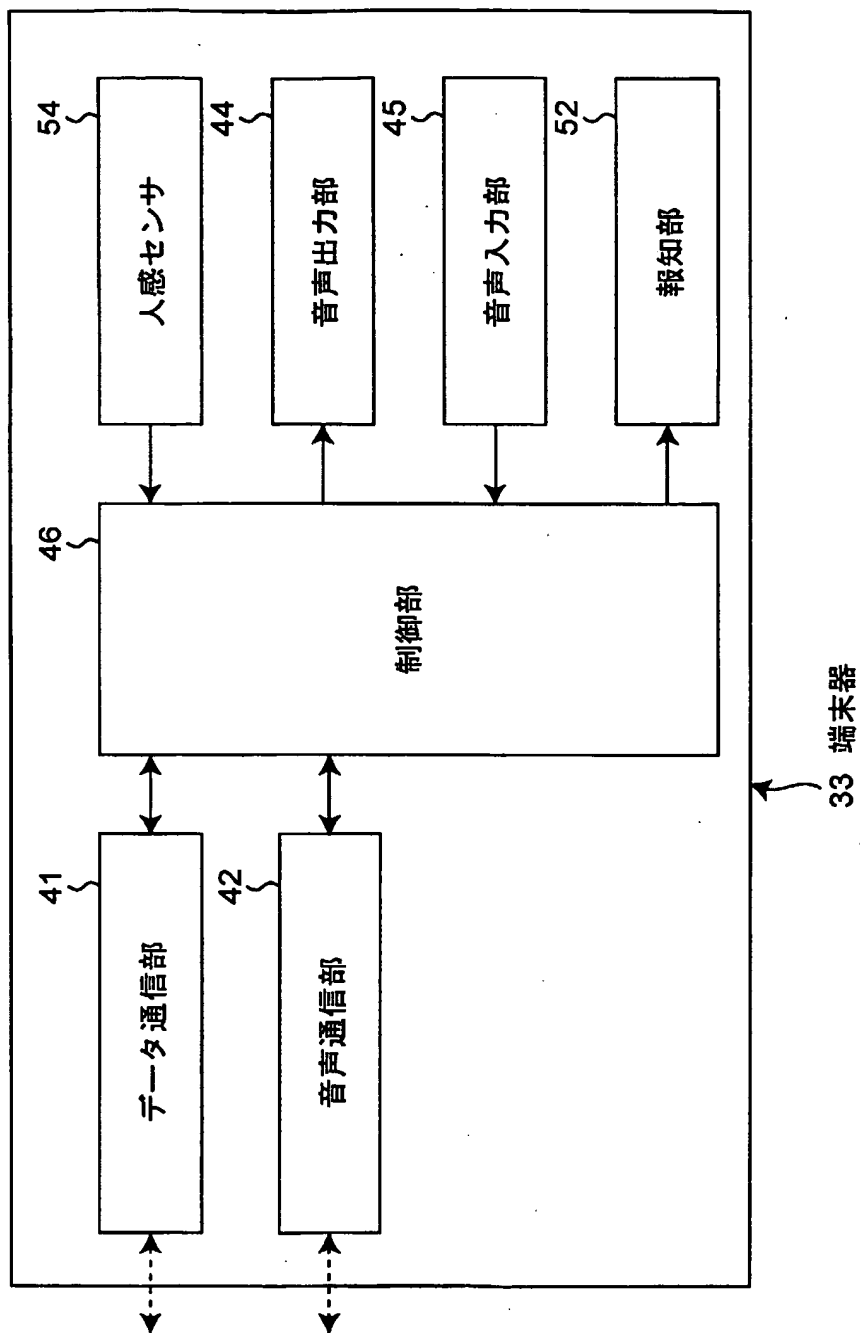 41
データ通信部
42
音声通信部
46
制御部
54
人感センサ
44
音声出力部
45
音声入力部
52
報知部
33 端末器